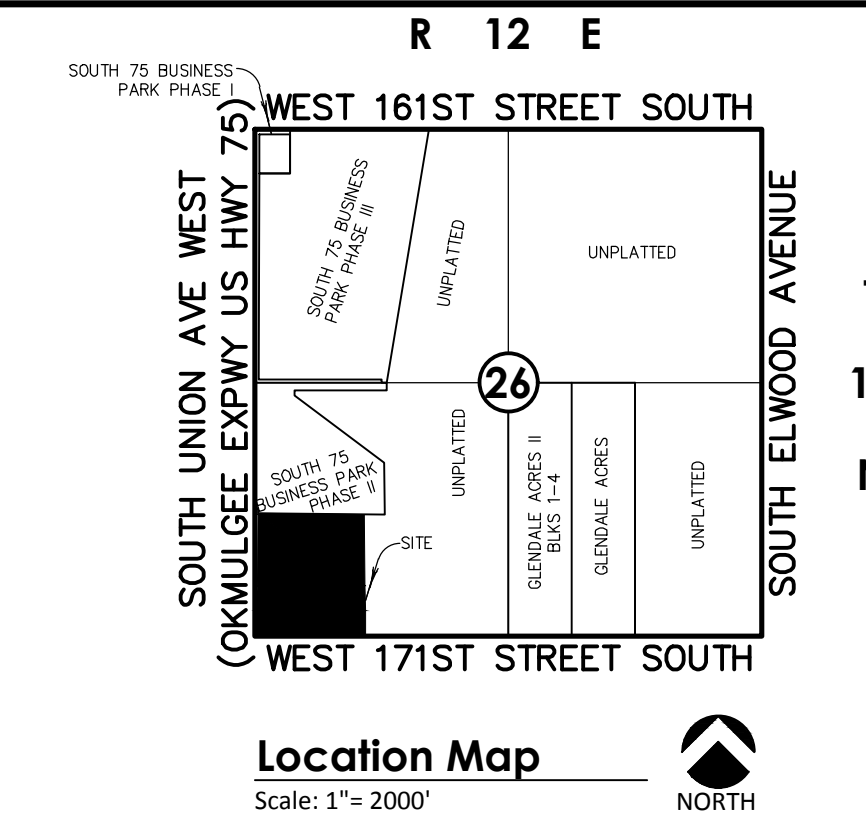 R 12 E
SOUTH 75 BUSINESS
PARK PHASE I
WEST 161ST STREET SOUTH
SOUTH UNION AVE WEST
(OKMULGEE EXPWY US HWY 75)
SOUTH 75 BUSINESS
PARK PHASE III
UNPLATTED
UNPLATTED
SOUTH ELWOOD AVENUE
26
SOUTH 75
BUSINESS PARK
PHASE II
UNPLATTED
GLENDALE ACRES II
BLKS 1-4
GLENDALE ACRES
UNPLATTED
SITE
WEST 171ST STREET SOUTH
Location Map
Scale: 1"= 2000'
NORTH